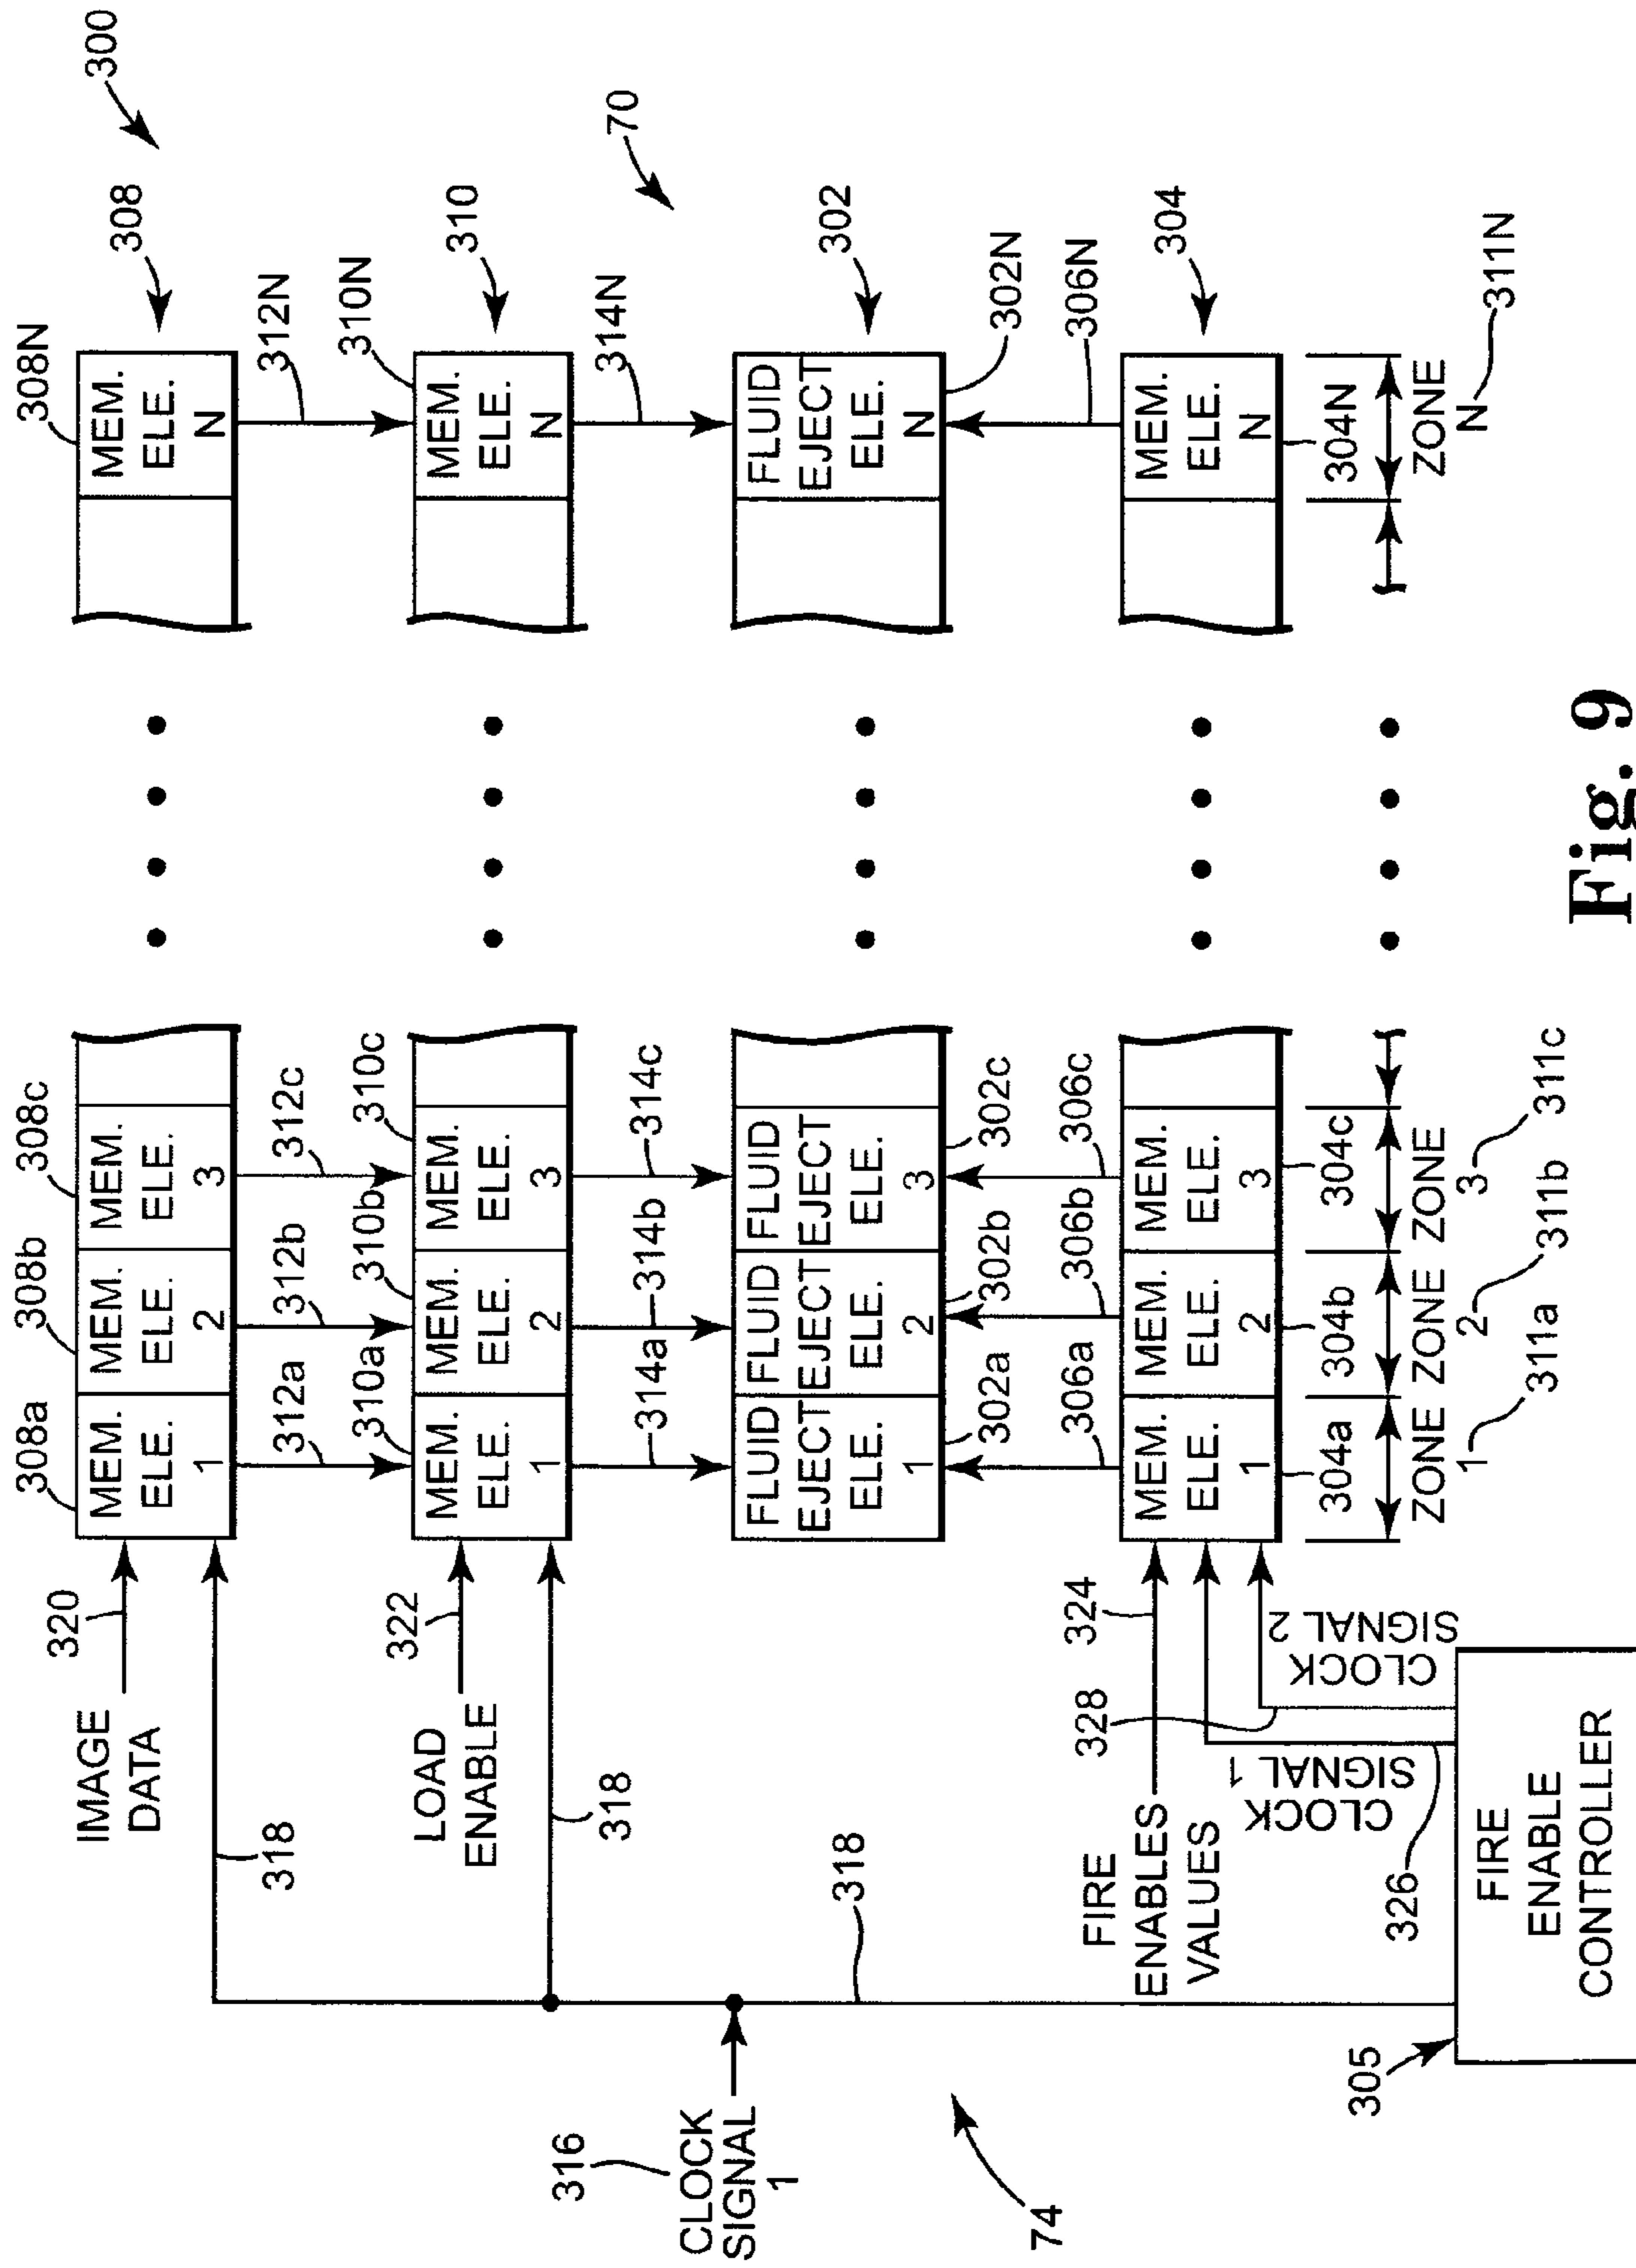 300
308
308N
MEM.
ELE.
N
308a
MEM.
ELE.
1
308b
MEM.
ELE.
2
308c
MEM.
ELE.
3
320
IMAGE
DATA
318
312a
312b
312c
312N
310
310N
MEM.
ELE.
N
310a
MEM.
ELE.
1
310b
MEM.
ELE.
2
310c
MEM.
ELE.
3
322
LOAD
ENABLE
318
314a
314b
314c
314N
70
302
FLUID
EJECT
ELE.
1
FLUID
EJECT
ELE.
2
FLUID
EJECT
ELE.
3
FLUID
EJECT
ELE.
N
302a
302b
302c
302N
316
CLOCK
SIGNAL
1
318
74
306a
306b
306c
306N
304
MEM.
ELE.
1
MEM.
ELE.
2
MEM.
ELE.
3
MEM.
ELE.
N
324
FIRE
ENABLES
VALUES
328
CLOCK
SIGNAL 1
CLOCK
SIGNAL 2
326
304a
304b
304c
304N
ZONE
1
311a
ZONE
2
311b
ZONE
3
311c
ZONE
N
311N
305
FIRE
ENABLE
CONTROLLER
Fig. 9